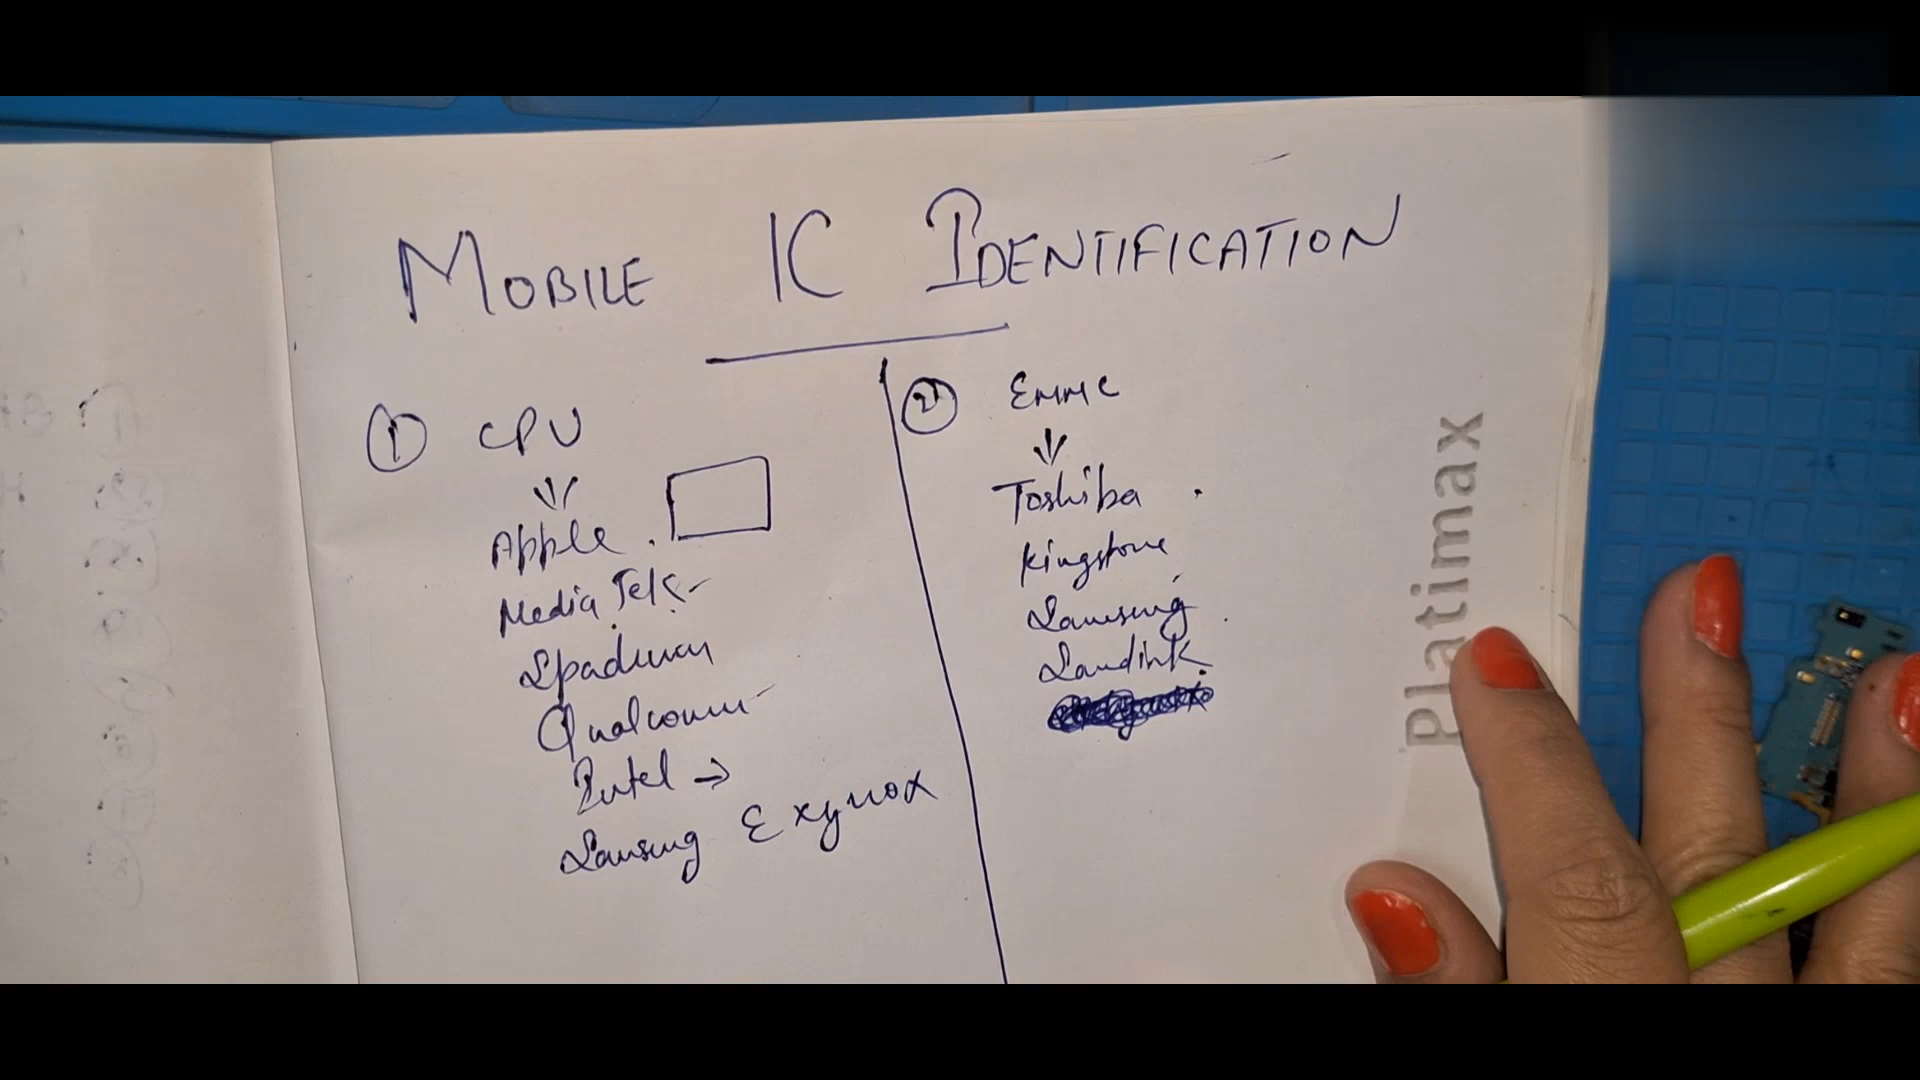 MOBILE IC IDENTIFICATION
① CPU
Apple.
Media Tek
Spadrum
Qualcomm
Intel →
Samsung Exynox
② EMMC
Toshiba
Kingstone
Samsung
Sandisk
Platimax